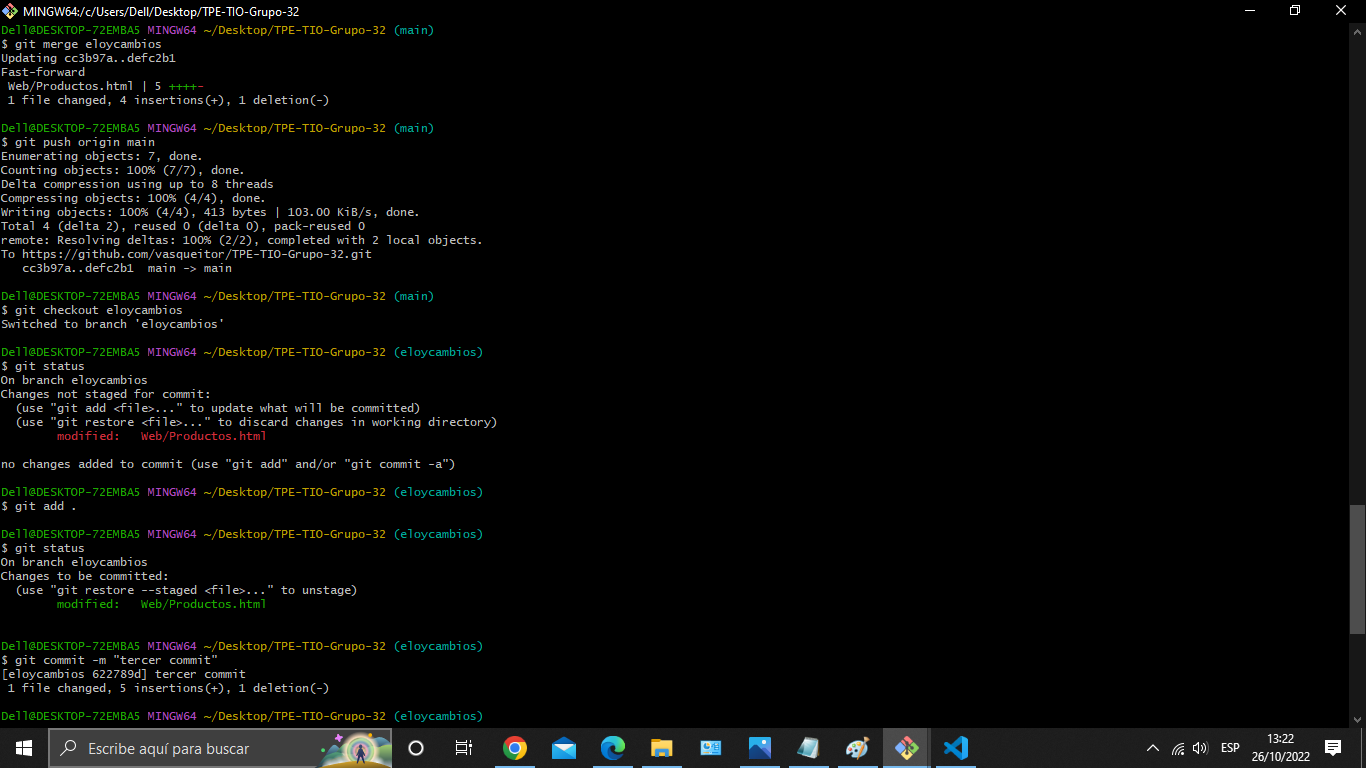 MINGW64:/c/Users/Dell/Desktop/TPE-TIO-Grupo-32
Dell@DESKTOP-72EMBA5 MINGW64 ~/Desktop/TPE-TIO-Grupo-32 (main)
$ git merge eloycambios
Updating cc3b97a..defc2b1
Fast-forward
 Web/Productos.html | 5 ++++-
 1 file changed, 4 insertions(+), 1 deletion(-)

Dell@DESKTOP-72EMBA5 MINGW64 ~/Desktop/TPE-TIO-Grupo-32 (main)
$ git push origin main
Enumerating objects: 7, done.
Counting objects: 100% (7/7), done.
Delta compression using up to 8 threads
Compressing objects: 100% (4/4), done.
Writing objects: 100% (4/4), 413 bytes | 103.00 KiB/s, done.
Total 4 (delta 2), reused 0 (delta 0), pack-reused 0
remote: Resolving deltas: 100% (2/2), completed with 2 local objects.
To https://github.com/vasqueitor/TPE-TIO-Grupo-32.git
   cc3b97a..defc2b1  main -> main

Dell@DESKTOP-72EMBA5 MINGW64 ~/Desktop/TPE-TIO-Grupo-32 (main)
$ git checkout eloycambios
Switched to branch 'eloycambios'

Dell@DESKTOP-72EMBA5 MINGW64 ~/Desktop/TPE-TIO-Grupo-32 (eloycambios)
$ git status
On branch eloycambios
Changes not staged for commit:
  (use "git add <file>..." to update what will be committed)
  (use "git restore <file>..." to discard changes in working directory)
        modified:   Web/Productos.html

no changes added to commit (use "git add" and/or "git commit -a")

Dell@DESKTOP-72EMBA5 MINGW64 ~/Desktop/TPE-TIO-Grupo-32 (eloycambios)
$ git add .

Dell@DESKTOP-72EMBA5 MINGW64 ~/Desktop/TPE-TIO-Grupo-32 (eloycambios)
$ git status
On branch eloycambios
Changes to be committed:
  (use "git restore --staged <file>..." to unstage)
        modified:   Web/Productos.html

Dell@DESKTOP-72EMBA5 MINGW64 ~/Desktop/TPE-TIO-Grupo-32 (eloycambios)
$ git commit -m "tercer commit"
[eloycambios 622789d] tercer commit
 1 file changed, 5 insertions(+), 1 deletion(-)

Dell@DESKTOP-72EMBA5 MINGW64 ~/Desktop/TPE-TIO-Grupo-32 (eloycambios)
Escribe aquí para buscar
ESP
13:22
26/10/2022